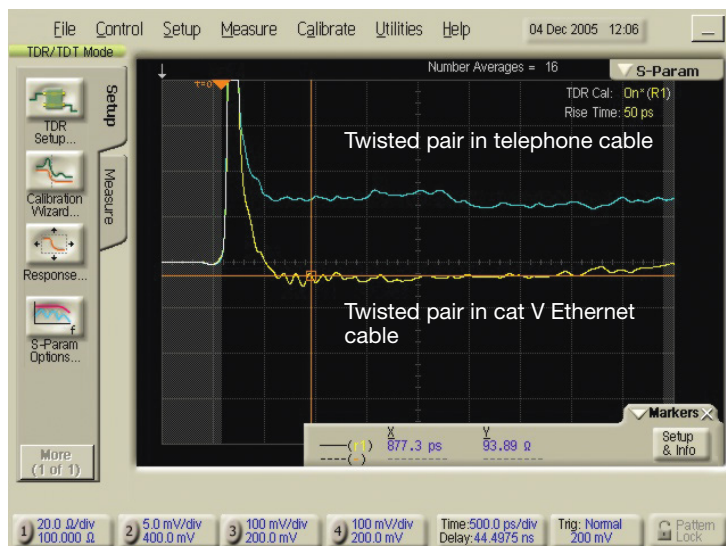 File Control Setup Measure Calibrate Utilities Help 04 Dec 2005 12:06
TDR/TDT Mode
Number Averages = 16
S-Param
TDR Cal: On*(R1)
Rise Time: 50 ps
τ=0
Setup
Measure
TDR
Setup...
Calibration
Wizard...
Response...
f
S-Param
Options...
More
(1 of 1)
Twisted pair in telephone cable
Twisted pair in cat V Ethernet
cable
Markers
X Y
(r1) 877.3 ps 93.89 Ω
Setup
& Info
1 20.0 Ω/div
100.000 Ω
2 5.0 mV/div
400.0 mV
3 100 mV/div
200.0 mV
4 100 mV/div
200.0 mV
Time:500.0 ps/div
Delay:44.4975 ns
Trig: Normal
200 mV
Pattern
Lock